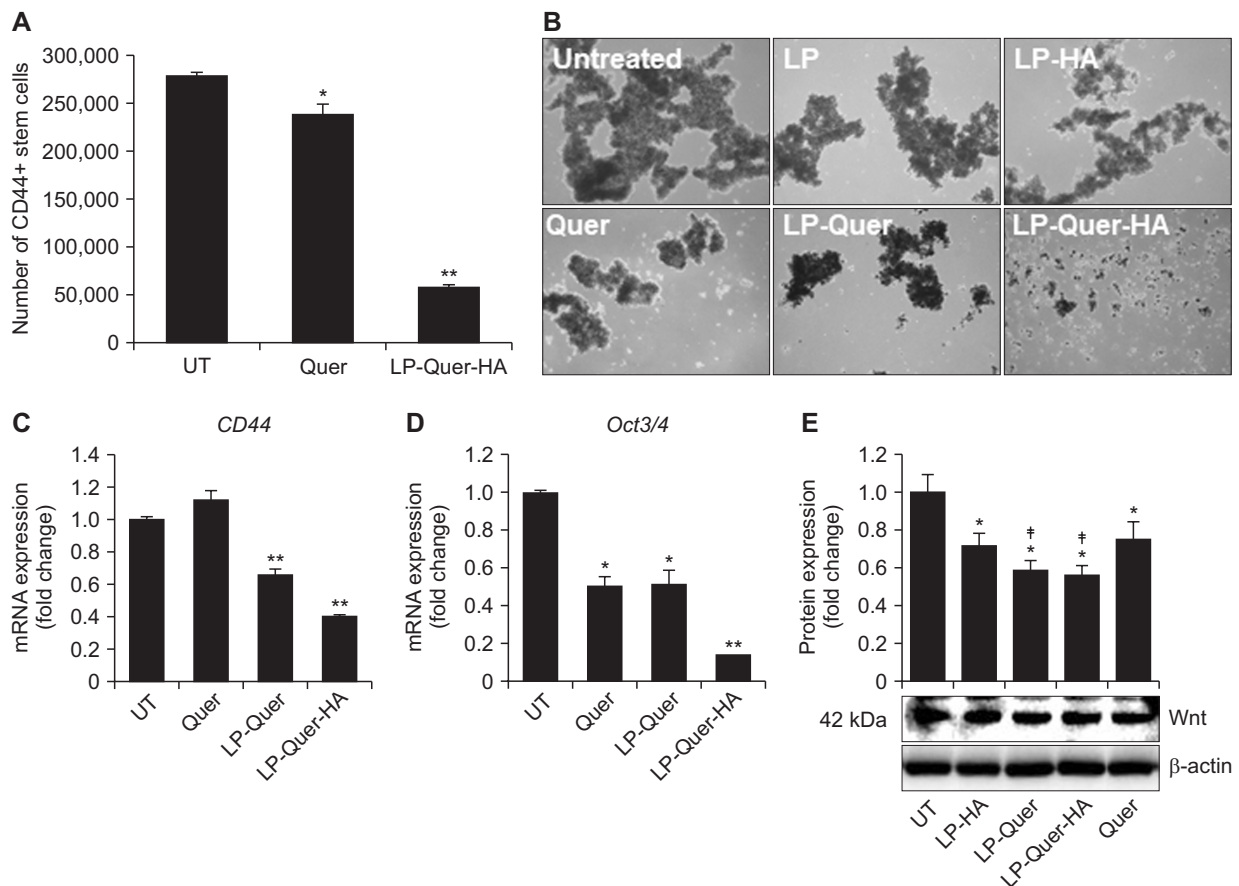 A
Number of CD44+ stem cells
300,000
250,000
200,000
150,000
100,000
50,000
0
*
**
UT
Quer
LP-Quer-HA
B
Untreated
LP
LP-HA
Quer
LP-Quer
LP-Quer-HA
C
CD44
mRNA expression
(fold change)
1.4
1.2
1.0
0.8
0.6
0.4
0.2
0
**
**
UT
Quer
LP-Quer
LP-Quer-HA
D
Oct3/4
mRNA expression
(fold change)
1.2
1.0
0.8
0.6
0.4
0.2
0
*
*
**
UT
Quer
LP-Quer
LP-Quer-HA
E
Protein expression
(fold change)
1.2
1.0
0.8
0.6
0.4
0.2
0
*
‡
*
‡
*
*
42 kDa
Wnt
β-actin
UT
LP-HA
LP-Quer
LP-Quer-HA
Quer